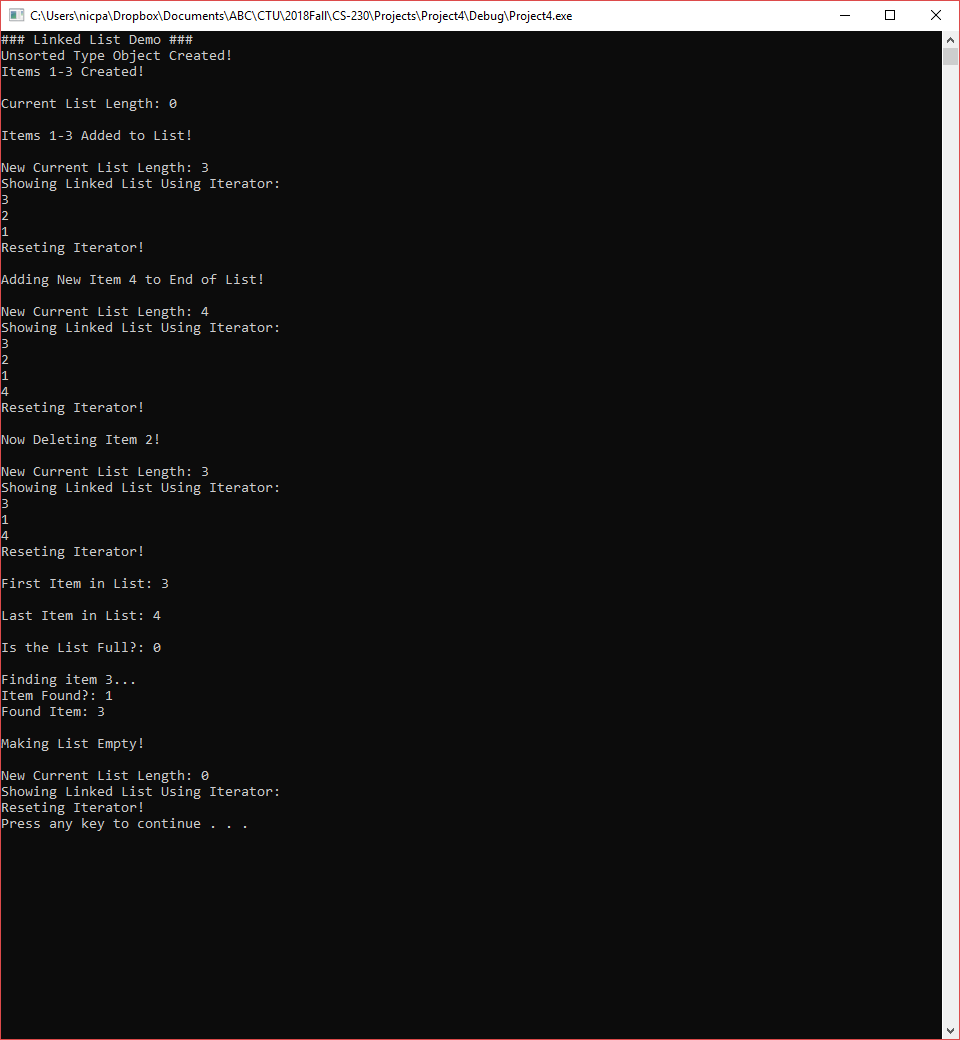 C:\Users\nicpa\Dropbox\Documents\ABC\CTU\2018Fall\CS-230\Projects\Project4\Debug\Project4.exe
### Linked List Demo ###
Unsorted Type Object Created!
Items 1-3 Created!
Current List Length: 0
Items 1-3 Added to List!
New Current List Length: 3
Showing Linked List Using Iterator:
3
2
1
Reseting Iterator!
Adding New Item 4 to End of List!
New Current List Length: 4
Showing Linked List Using Iterator:
3
2
1
4
Reseting Iterator!
Now Deleting Item 2!
New Current List Length: 3
Showing Linked List Using Iterator:
3
1
4
Reseting Iterator!
First Item in List: 3
Last Item in List: 4
Is the List Full?: 0
Finding item 3...
Item Found?: 1
Found Item: 3
Making List Empty!
New Current List Length: 0
Showing Linked List Using Iterator:
Reseting Iterator!
Press any key to continue . . .